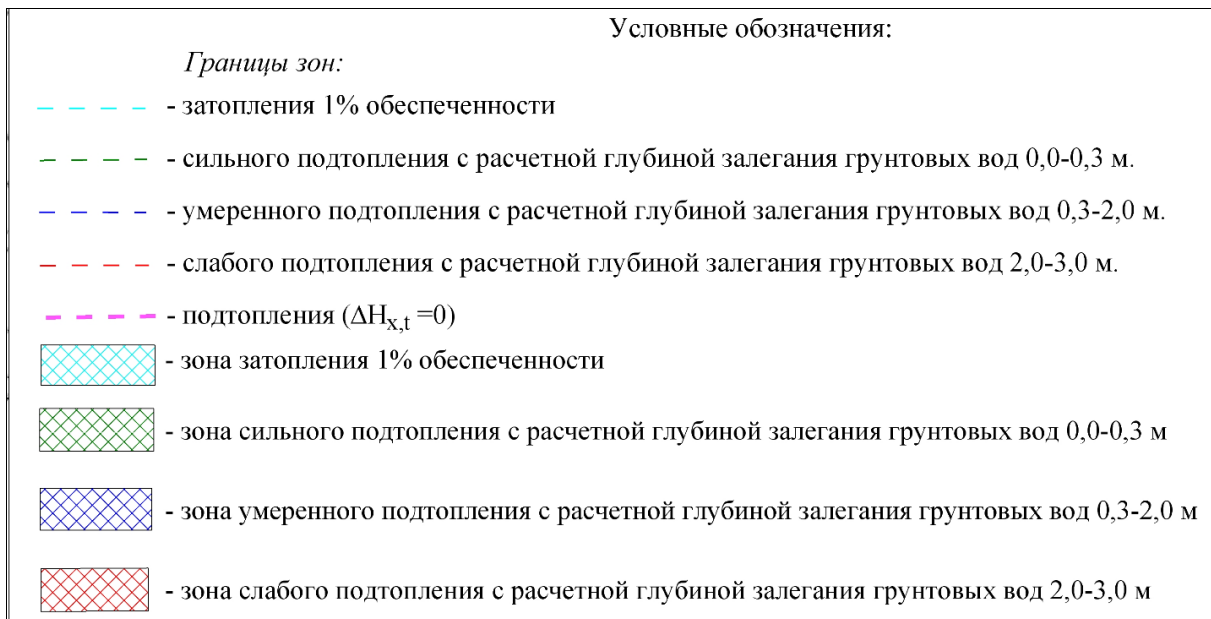 Условные обозначения:
Границы зон:
- затопления 1% обеспеченности
- сильного подтопления с расчетной глубиной залегания грунтовых вод 0,0-0,3 м.
- умеренного подтопления с расчетной глубиной залегания грунтовых вод 0,3-2,0 м.
- слабого подтопления с расчетной глубиной залегания грунтовых вод 2,0-3,0 м.
- подтопления (ΔHx,t =0)
- зона затопления 1% обеспеченности
- зона сильного подтопления с расчетной глубиной залегания грунтовых вод 0,0-0,3 м
- зона умеренного подтопления с расчетной глубиной залегания грунтовых вод 0,3-2,0 м
- зона слабого подтопления с расчетной глубиной залегания грунтовых вод 2,0-3,0 м